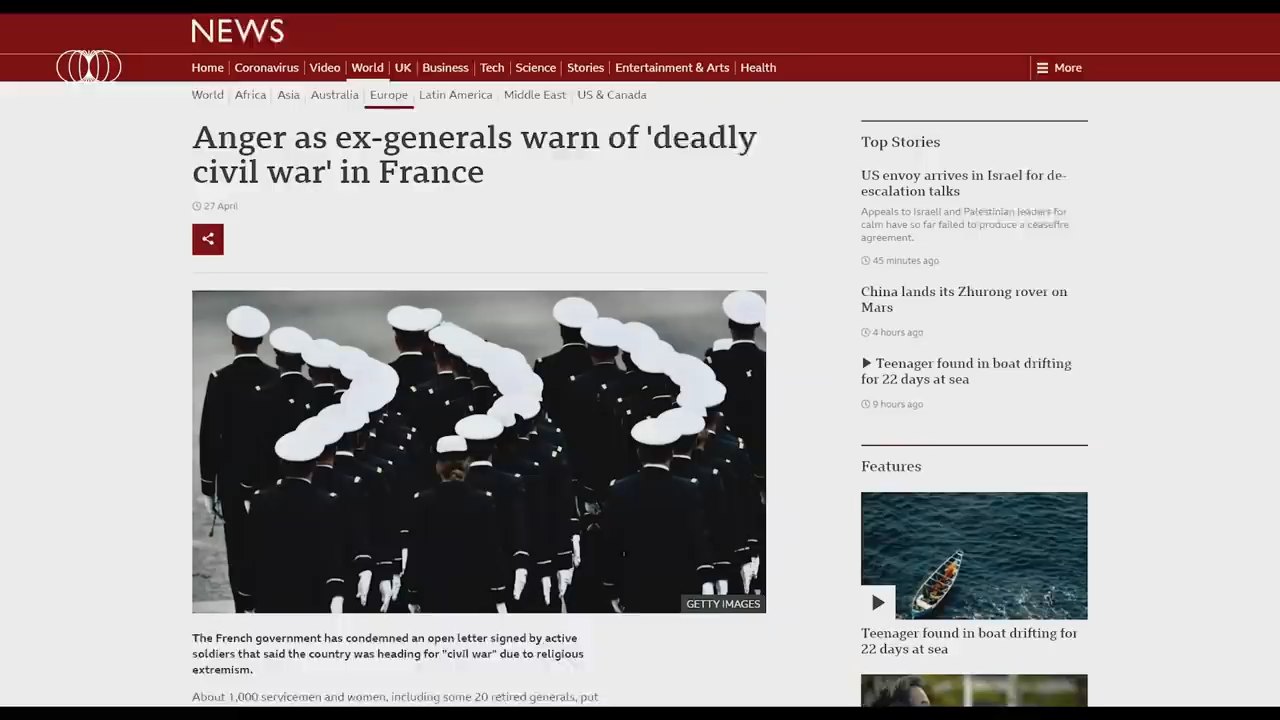 NEWS
Home Coronavirus Video World UK Business Tech Science Stories Entertainment & Arts Health More
World Africa Asia Australia Europe Latin America Middle East US & Canada
Anger as ex-generals warn of 'deadly
civil war' in France
27 April
GETTY IMAGES
The French government has condemned an open letter signed by active
soldiers that said the country was heading for "civil war" due to religious
extremism.
About 1,000 servicemen and women, including some 20 retired generals, put
Top Stories
US envoy arrives in Israel for de-
escalation talks
Appeals to Israeli and Palestinian leaders for
calm have so far failed to produce a ceasefire
agreement.
45 minutes ago
China lands its Zhurong rover on
Mars
4 hours ago
Teenager found in boat drifting
for 22 days at sea
9 hours ago
Features
Teenager found in boat drifting for
22 days at sea